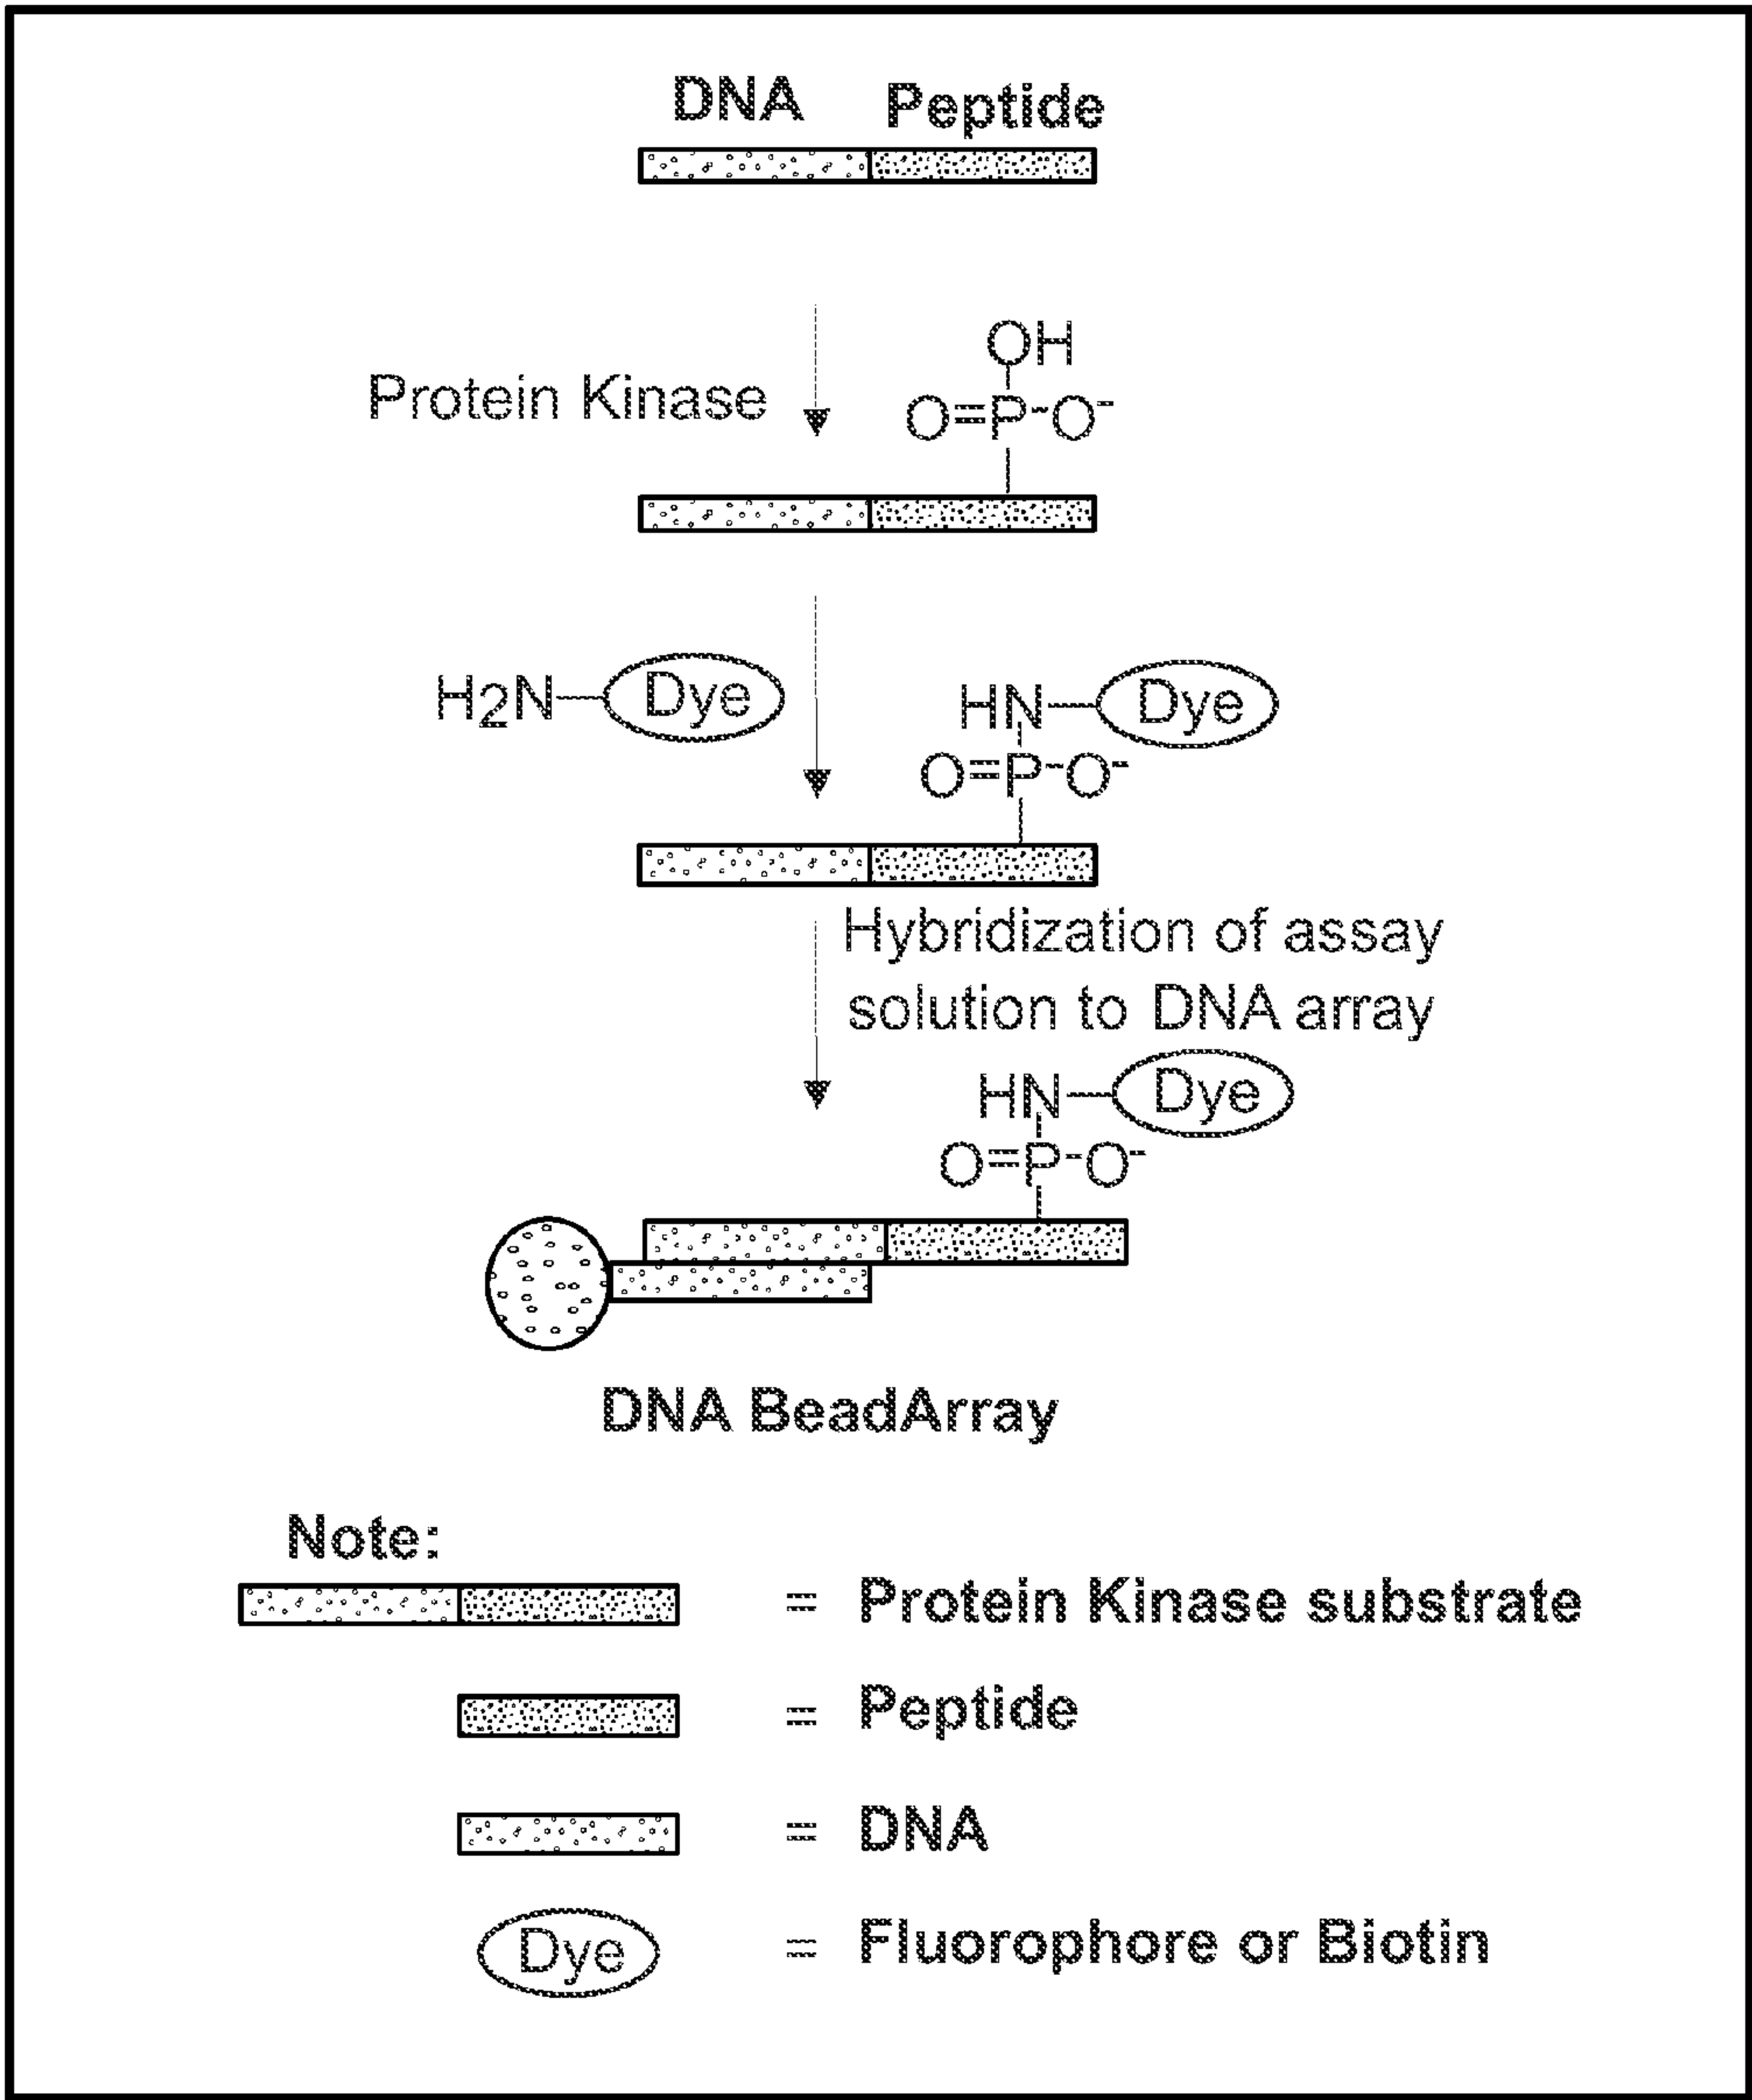 DNA Peptide
OH
Protein Kinase
O=P-O-
H2N Dye
HN Dye
O=P-O-
Hybridization of assay
solution to DNA array
HN Dye
O=P-O-
DNA BeadArray
Note:
= Protein Kinase substrate
= Peptide
= DNA
Dye = Fluorophore or Biotin